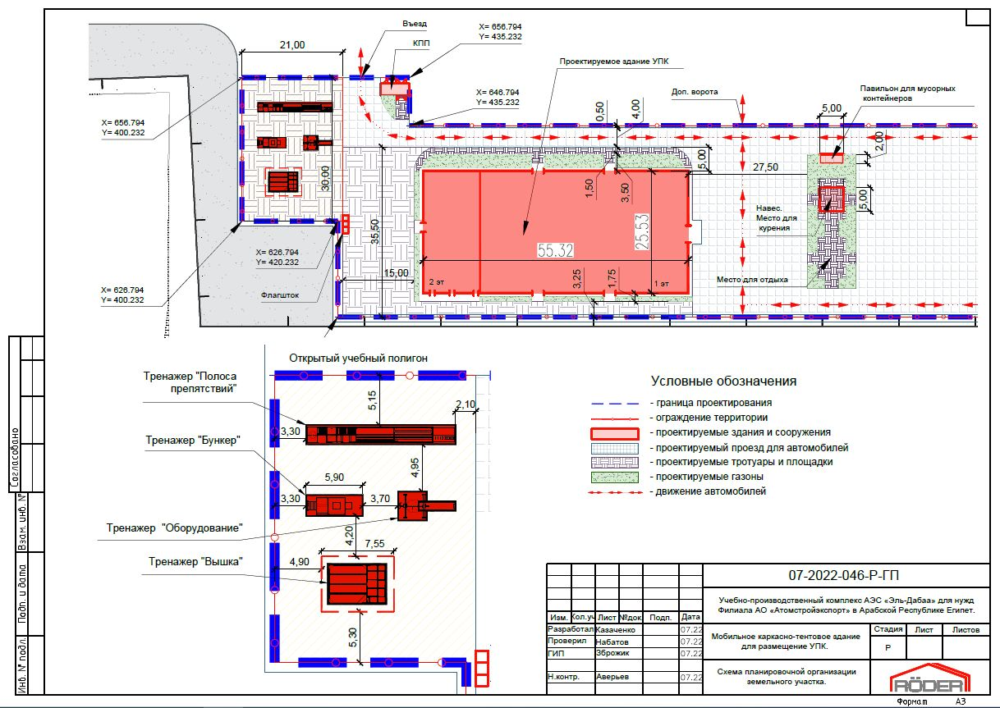 Въезд
КПП
X= 656.794
Y= 435.232
21,00
Проектируемое здание УПК
X= 646.794
Y= 435.232
Доп. ворота
Павильон для мусорных
контейнеров
5,00
0,50
4,00
X= 656.794
Y= 400.232
2,00
5,00
30,00
27,50
1,50
3,50
5,00
Навес.
Место для
курения
35,50
25.53
55.32
X= 626.794
Y= 420.232
15,00
3,25
1,75
2 эт
1 эт
Место для отдыха
X= 626.794
Y= 400.232
Флагшток
Открытый учебный полигон
Тренажер "Полоса
препятствий"
5,15
2,10
3,30
Тренажер "Бункер"
4,95
5,90
3,30
3,70
Тренажер "Оборудование"
4,20
7,55
Тренажер "Вышка"
4,90
5,30
Условные обозначения
- граница проектирования
- ограждение территории
- проектируемые здания и сооружения
- проектируемый проезд для автомобилей
- проектируемые тротуары и площадки
- проектируемые газоны
- движение автомобилей
Согласовано
Взам. инв. №
Подп. и дата
Инв. № подл.
07-2022-046-Р-ГП
Учебно-производственный комплекс АЭС «Эль-Дабаа» для нужд
Филиала АО «Атомстройэкспорт» в Арабской Республике Египет.
Изм. Кол.уч Лист №док Подп. Дата
Разработал Казаченко 07.22
Проверил Набатов 07.22
ГИП Зброжик 07.22
Н.контр. Аверьев 07.22
Мобильное каркасно-тентовое здание
для размещение УПК.
Стадия Лист Листов
Р
Схема планировочной организации
земельного участка.
RÖDER
Формат А3